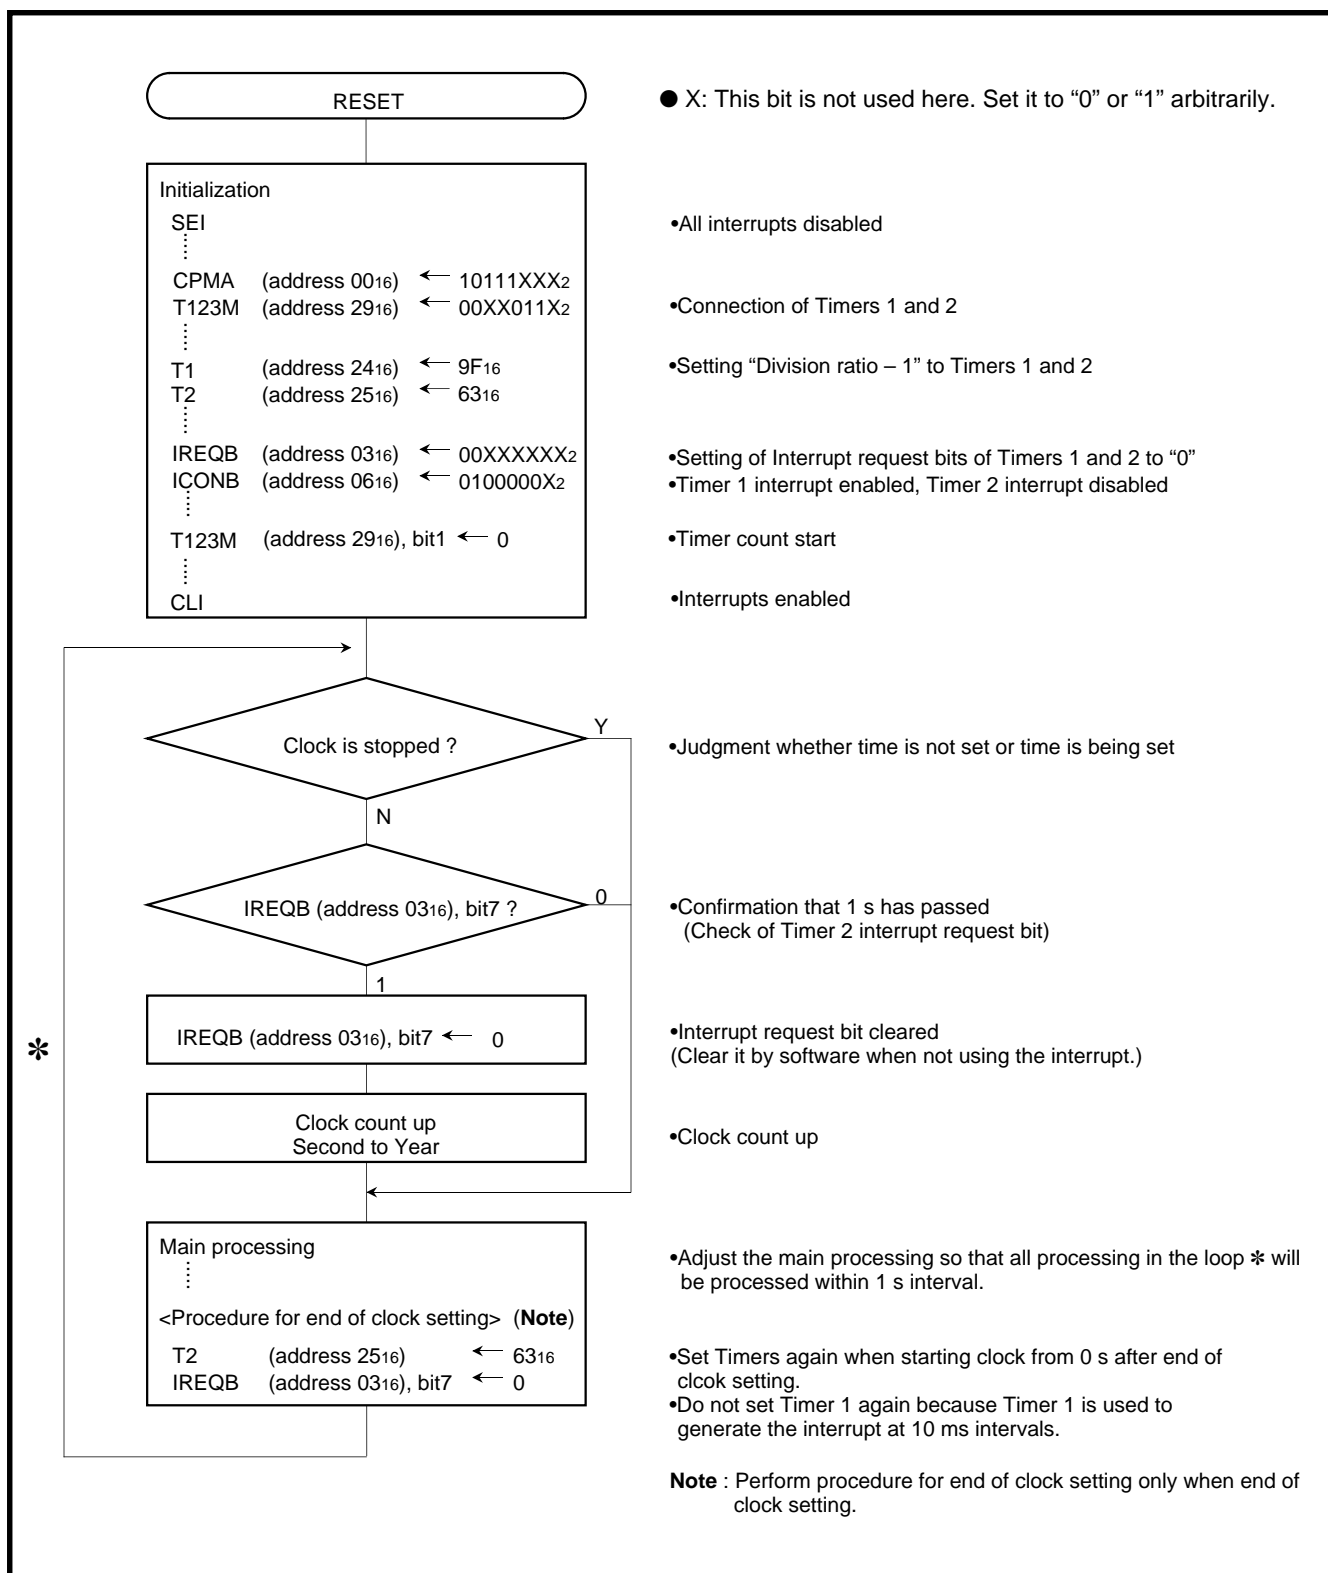 RESET
● X: This bit is not used here. Set it to “0” or “1” arbitrarily.
Initialization
SEI
•All interrupts disabled
CPMA (address 0016) ← 10111XXX2
T123M (address 2916) ← 00XX011X2
•Connection of Timers 1 and 2
T1 (address 2416) ← 9F16
•Setting “Division ratio – 1” to Timers 1 and 2
T2 (address 2516) ← 6316
IREQB (address 0316) ← 00XXXXXX2
•Setting of Interrupt request bits of Timers 1 and 2 to “0”
ICONB (address 0616) ← 0100000X2
•Timer 1 interrupt enabled, Timer 2 interrupt disabled
T123M (address 2916), bit1 ← 0
•Timer count start
CLI
•Interrupts enabled
Clock is stopped ?
Y
•Judgment whether time is not set or time is being set
N
IREQB (address 0316), bit7 ?
0
•Confirmation that 1 s has passed
(Check of Timer 2 interrupt request bit)
1
IREQB (address 0316), bit7 ← 0
•Interrupt request bit cleared
(Clear it by software when not using the interrupt.)
✻
Clock count up
Second to Year
•Clock count up
Main processing
•Adjust the main processing so that all processing in the loop ✻ will
be processed within 1 s interval.
<Procedure for end of clock setting> (Note)
T2 (address 2516) ← 6316
•Set Timers again when starting clock from 0 s after end of
clcok setting.
IREQB (address 0316), bit7 ← 0
•Do not set Timer 1 again because Timer 1 is used to
generate the interrupt at 10 ms intervals.
Note : Perform procedure for end of clock setting only when end of
clock setting.